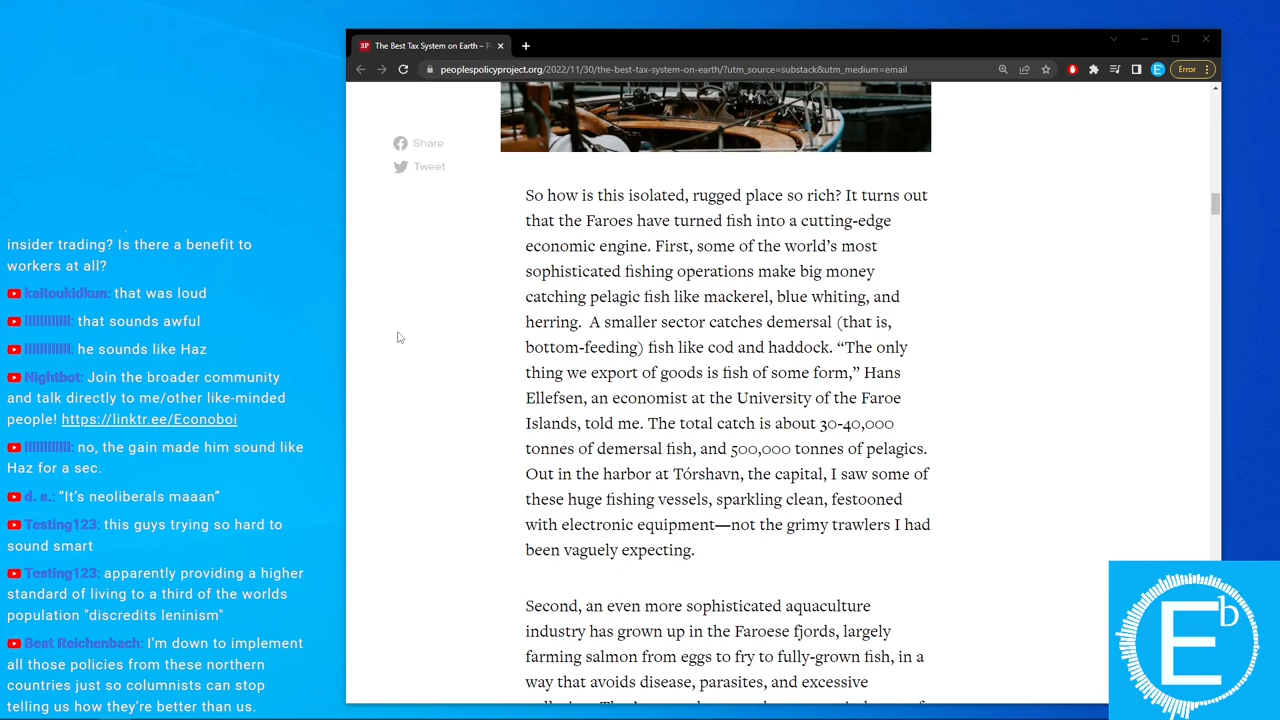 The Best Tax System on Earth –
peoplespolicyproject.org/2022/11/30/the-best-tax-system-on-earth/?utm_source=substack&utm_medium=email
Error
Share
Tweet
So how is this isolated, rugged place so rich? It turns out
that the Faroes have turned fish into a cutting-edge
economic engine. First, some of the world's most
sophisticated fishing operations make big money
catching pelagic fish like mackerel, blue whiting, and
herring.  A smaller sector catches demersal (that is,
bottom-feeding) fish like cod and haddock. “The only
thing we export of goods is fish of some form,” Hans
Ellefsen, an economist at the University of the Faroe
Islands, told me. The total catch is about 30-40,000
tonnes of demersal fish, and 500,000 tonnes of pelagics.
Out in the harbor at Tórshavn, the capital, I saw some of
these huge fishing vessels, sparkling clean, festooned
with electronic equipment—not the grimy trawlers I had
been vaguely expecting.
Second, an even more sophisticated aquaculture
industry has grown up in the Faroese fjords, largely
farming salmon from eggs to fry to fully-grown fish, in a
way that avoids disease, parasites, and excessive
insider trading? Is there a benefit to
workers at all?
kaitoukidkun: that was loud
llllllllllll: that sounds awful
llllllllllll: he sounds like Haz
Nightbot: Join the broader community
and talk directly to me/other like-minded
people! https://linktr.ee/Econoboi
llllllllllll: no, the gain made him sound like
Haz for a sec.
d. s.: “It's neoliberals maaan”
Testing123: this guys trying so hard to
sound smart
Testing123: apparently providing a higher
standard of living to a third of the worlds
population "discredits leninism"
Beat Reichenbach: I'm down to implement
all those policies from these northern
countries just so columnists can stop
telling us how they're better than us.
Eb